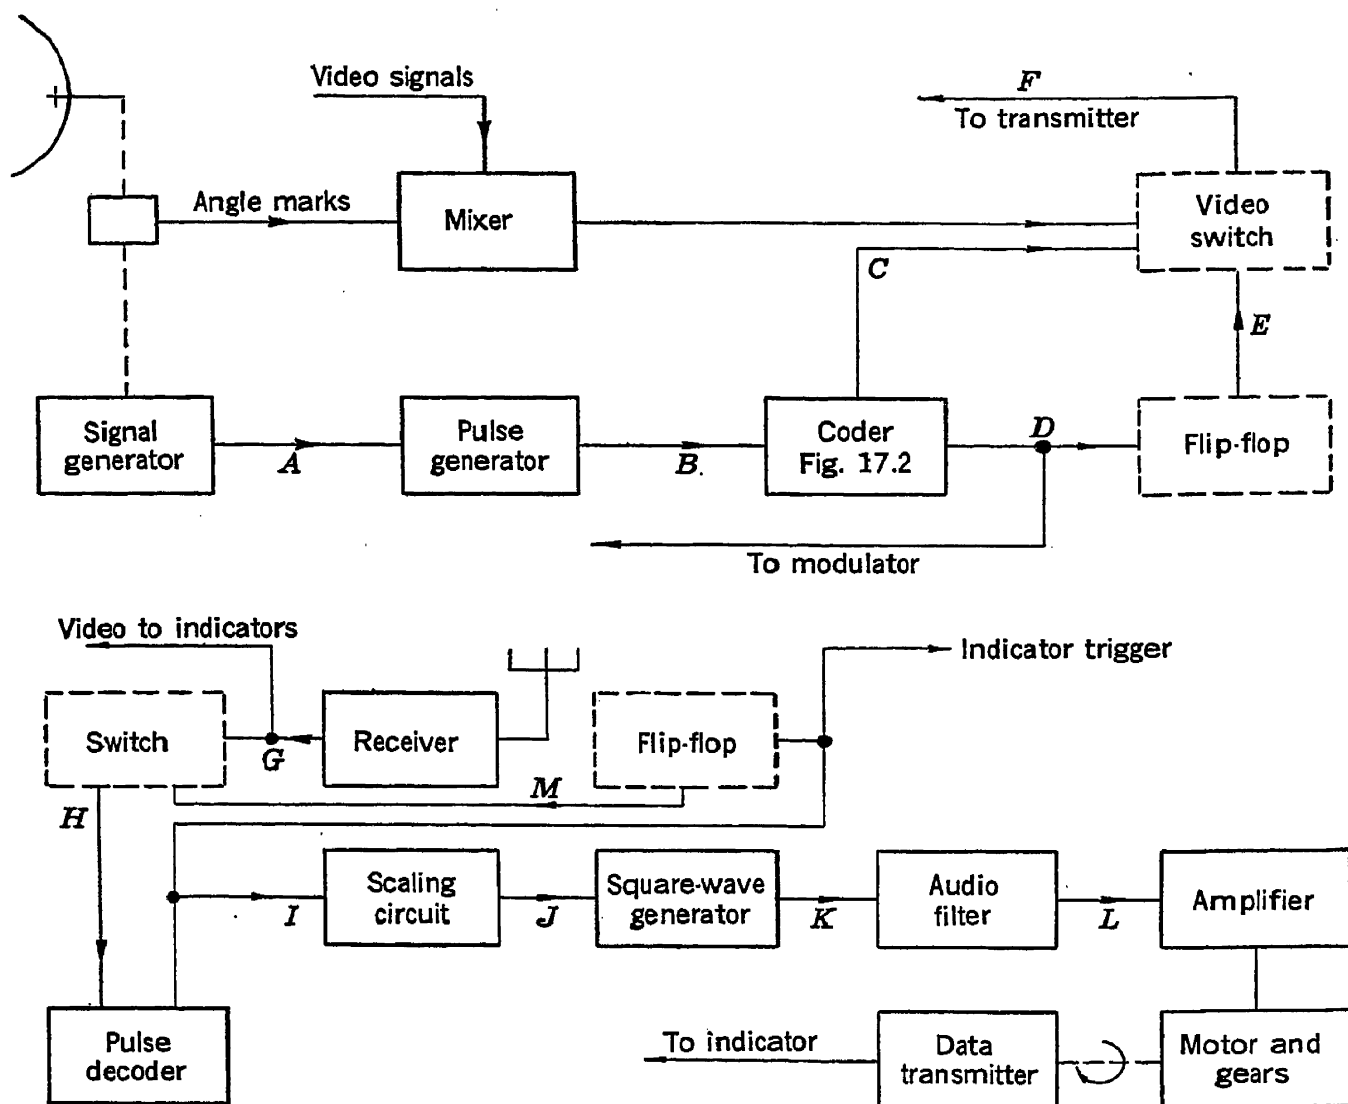 Video signals
F
To transmitter
Angle marks
Mixer
Video
switch
C
E
Signal
generator
A
Pulse
generator
B.
Coder
Fig. 17.2
D
Flip-flop
To modulator
Video to indicators
Indicator trigger
Switch
G
Receiver
Flip-flop
M
H
I
Scaling
circuit
J
Square-wave
generator
K
Audio
filter
L
Amplifier
Pulse
decoder
To indicator
Data
transmitter
Motor and
gears